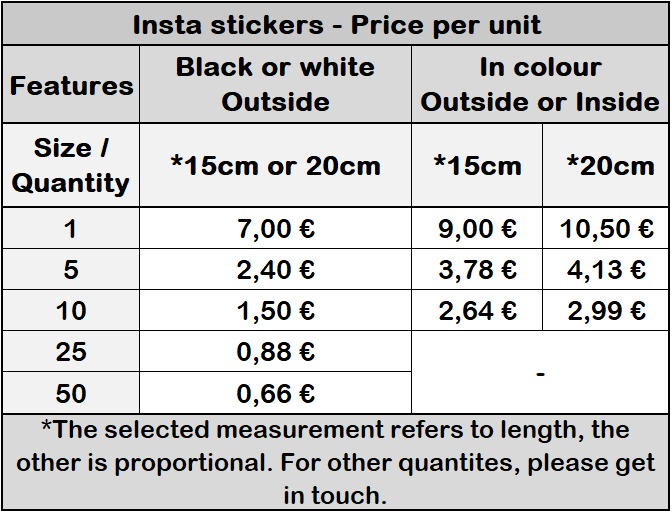 Insta stickers - Price per unit
Features
Black or white
Outside
In colour
Outside or Inside
Size /
Quantity
*15cm or 20cm
*15cm
*20cm
1
7,00 €
9,00 €
10,50 €
5
2,40 €
3,78 €
4,13 €
10
1,50 €
2,64 €
2,99 €
25
0,88 €
-
50
0,66 €
*The selected measurement refers to length, the
other is proportional. For other quantites, please get
in touch.